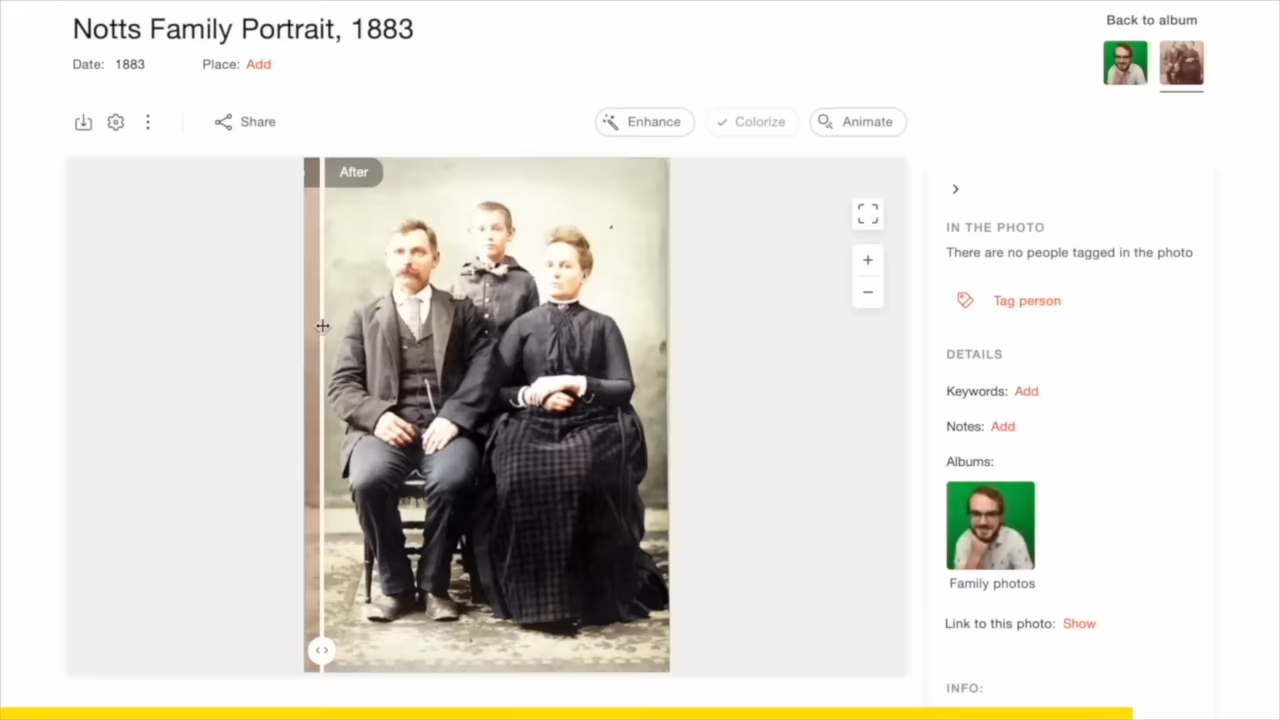 Notts Family Portrait, 1883
Back to album
Date: 1883 Place: Add
Share
Enhance
Colorize
Animate
After
IN THE PHOTO
There are no people tagged in the photo
Tag person
DETAILS
Keywords: Add
Notes: Add
Albums:
Family photos
Link to this photo: Show
INFO: